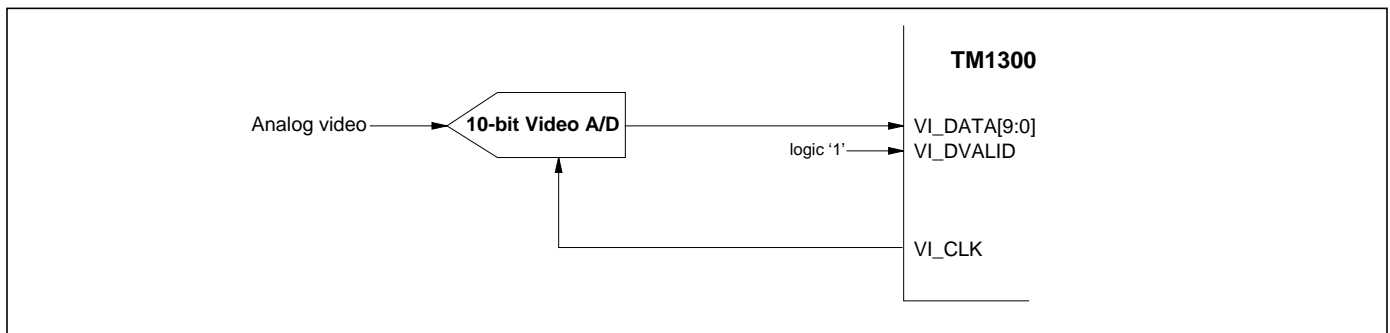 TM1300
Analog video
10-bit Video A/D
VI_DATA[9:0]
logic ‘1’
VI_DVALID
VI_CLK